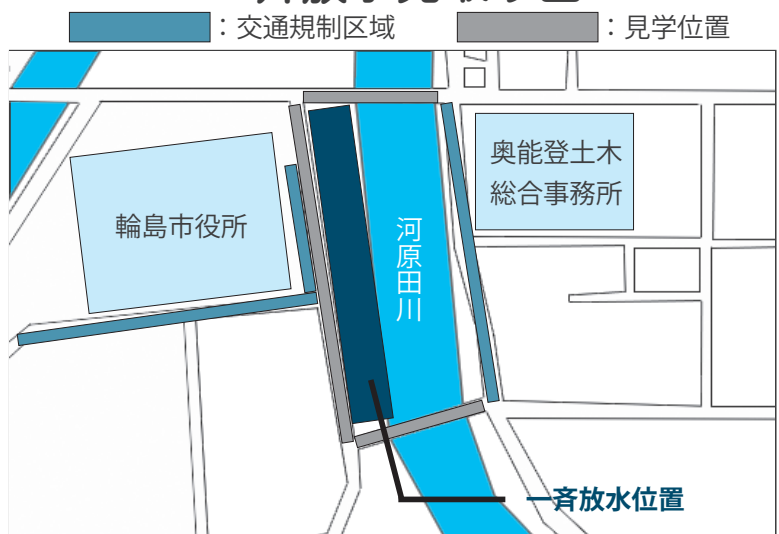 ：交通規制区域
：見学位置
奥能登土木
総合事務所
輪島市役所
河原田川
一斉放水位置